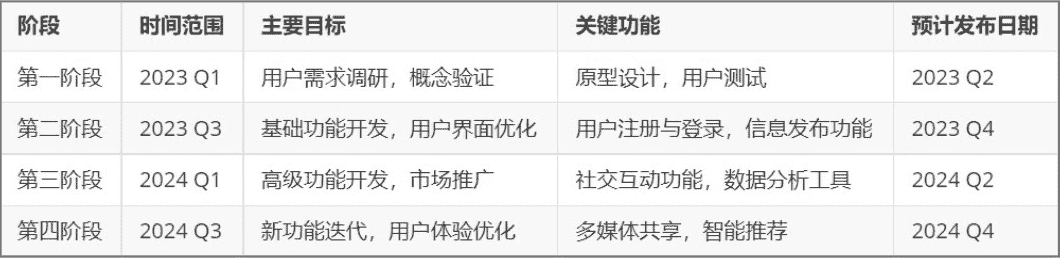 阶段 时间范围 主要目标 关键功能 预计发布日期
第一阶段 2023 Q1 用户需求调研，概念验证 原型设计，用户测试 2023 Q2
第二阶段 2023 Q3 基础功能开发，用户界面优化 用户注册与登录，信息发布功能 2023 Q4
第三阶段 2024 Q1 高级功能开发，市场推广 社交互动功能，数据分析工具 2024 Q2
第四阶段 2024 Q3 新功能迭代，用户体验优化 多媒体共享，智能推荐 2024 Q4